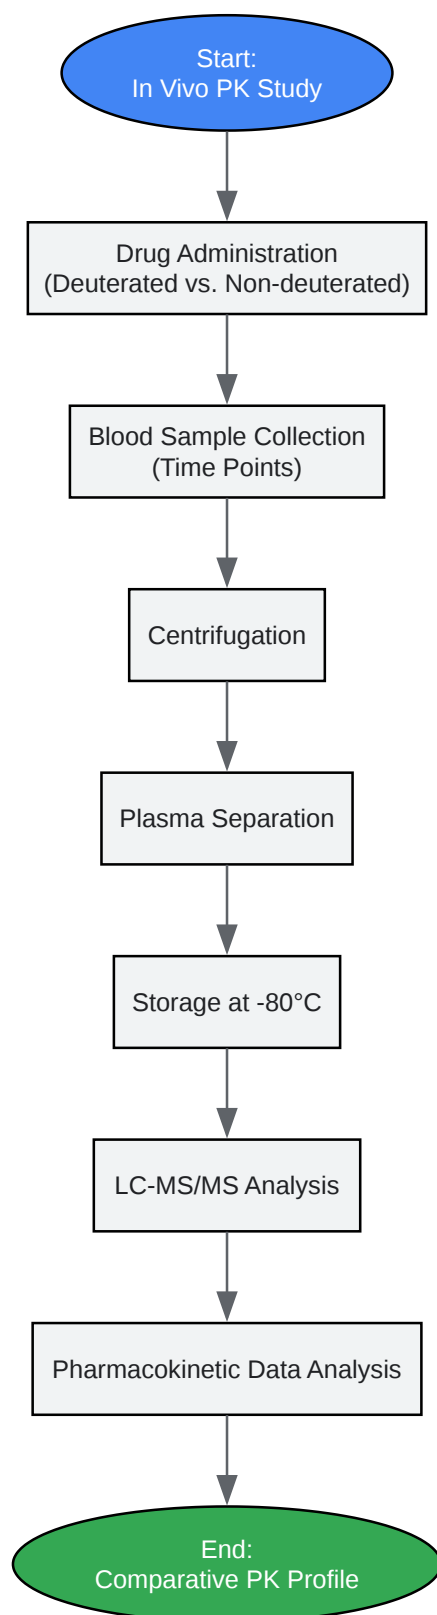 Start:
In Vivo PK Study
Drug Administration
(Deuterated vs. Non-deuterated)
Blood Sample Collection
(Time Points)
Centrifugation
Plasma Separation
Storage at -80°C
LC-MS/MS Analysis
Pharmacokinetic Data Analysis
End:
Comparative PK Profile